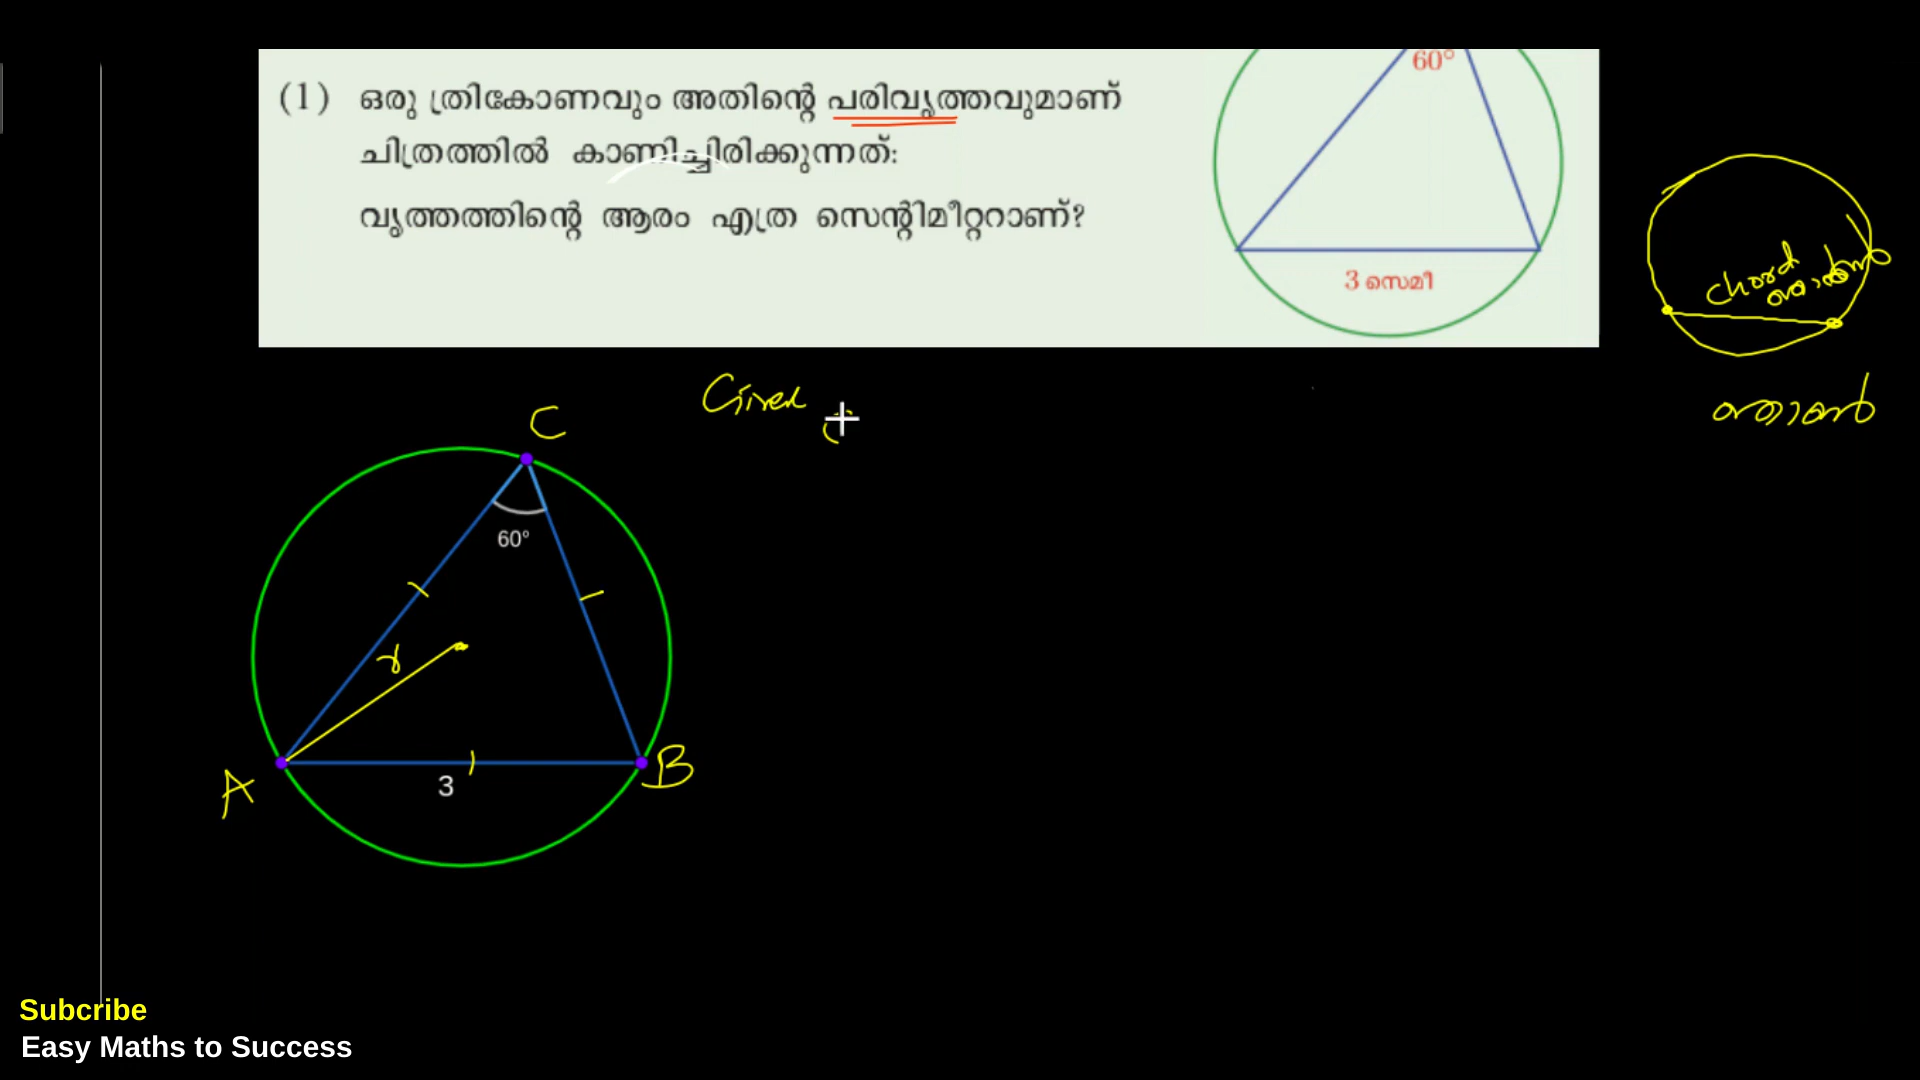 (1) ഒരു ത്രികോണവും അതിന്റെ പരിവൃത്തവുമാണ്
ചിത്രത്തിൽ കാണിച്ചിരിക്കുന്നത്:
വൃത്തത്തിന്റെ ആരം എത്ര സെന്റിമീറ്ററാണ്?
60°
3 സെമീ
chord
ഞാൺ
ഞാൺ
Given
C
60°
r
A
3
B
Subcribe
Easy Maths to Success